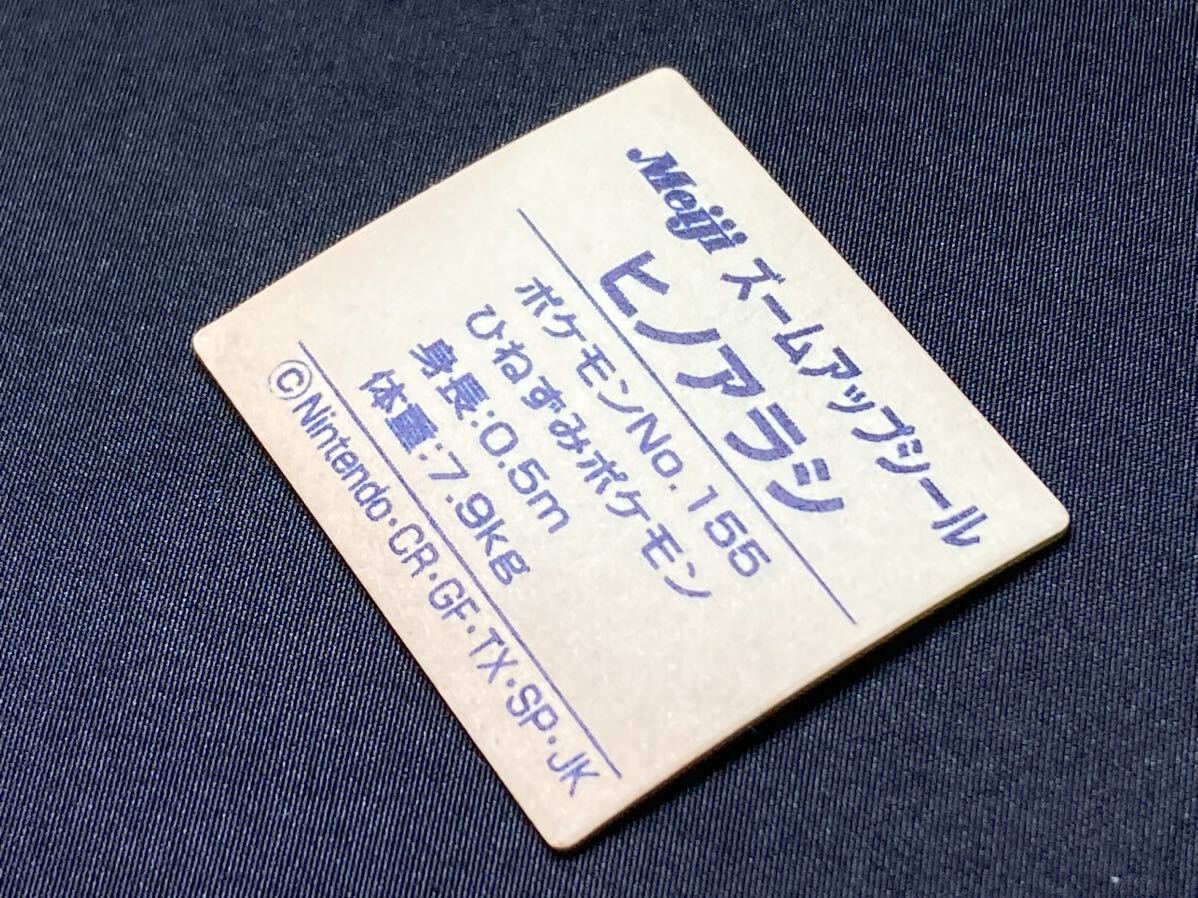 Meiji ズームアップシール
ヒノアラシ
ポケモンNo.155
ひねずみポケモン
身長:0.5m
体重:7.9kg
©Nintendo・CR・GF・TX・SP・JK